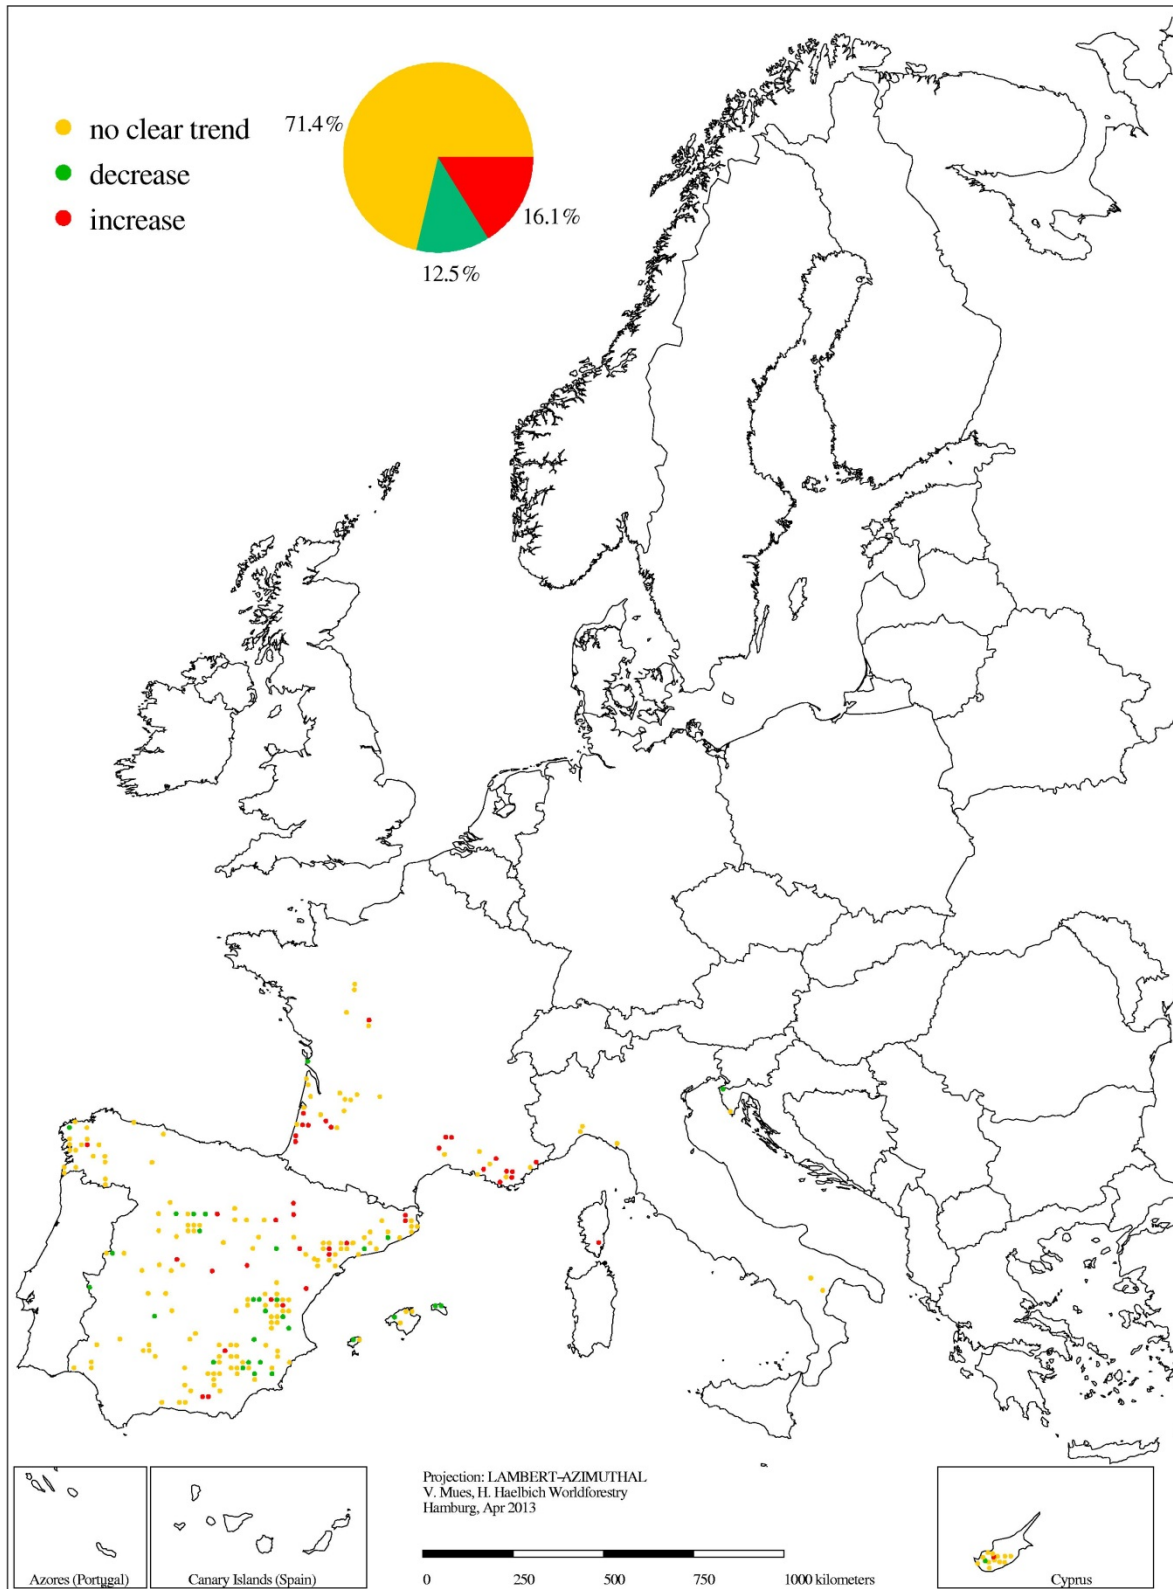 71.4%
no clear trend
decrease
increase
16.1%
12.5%
Projection: LAMBERT-AZIMUTHAL
V. Mues, H. Haelbich Worldforestry
Hamburg, Apr 2013
0 250 500 750 1000 kilometers
Azores (Portugal)
Canary Islands (Spain)
Cyprus